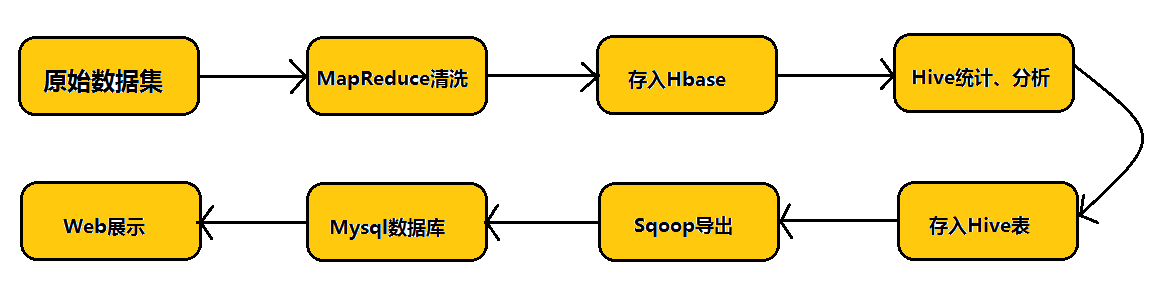 原始数据集
MapReduce清洗
存入Hbase
Hive统计、分析
存入Hive表
Sqoop导出
Mysql数据库
Web展示